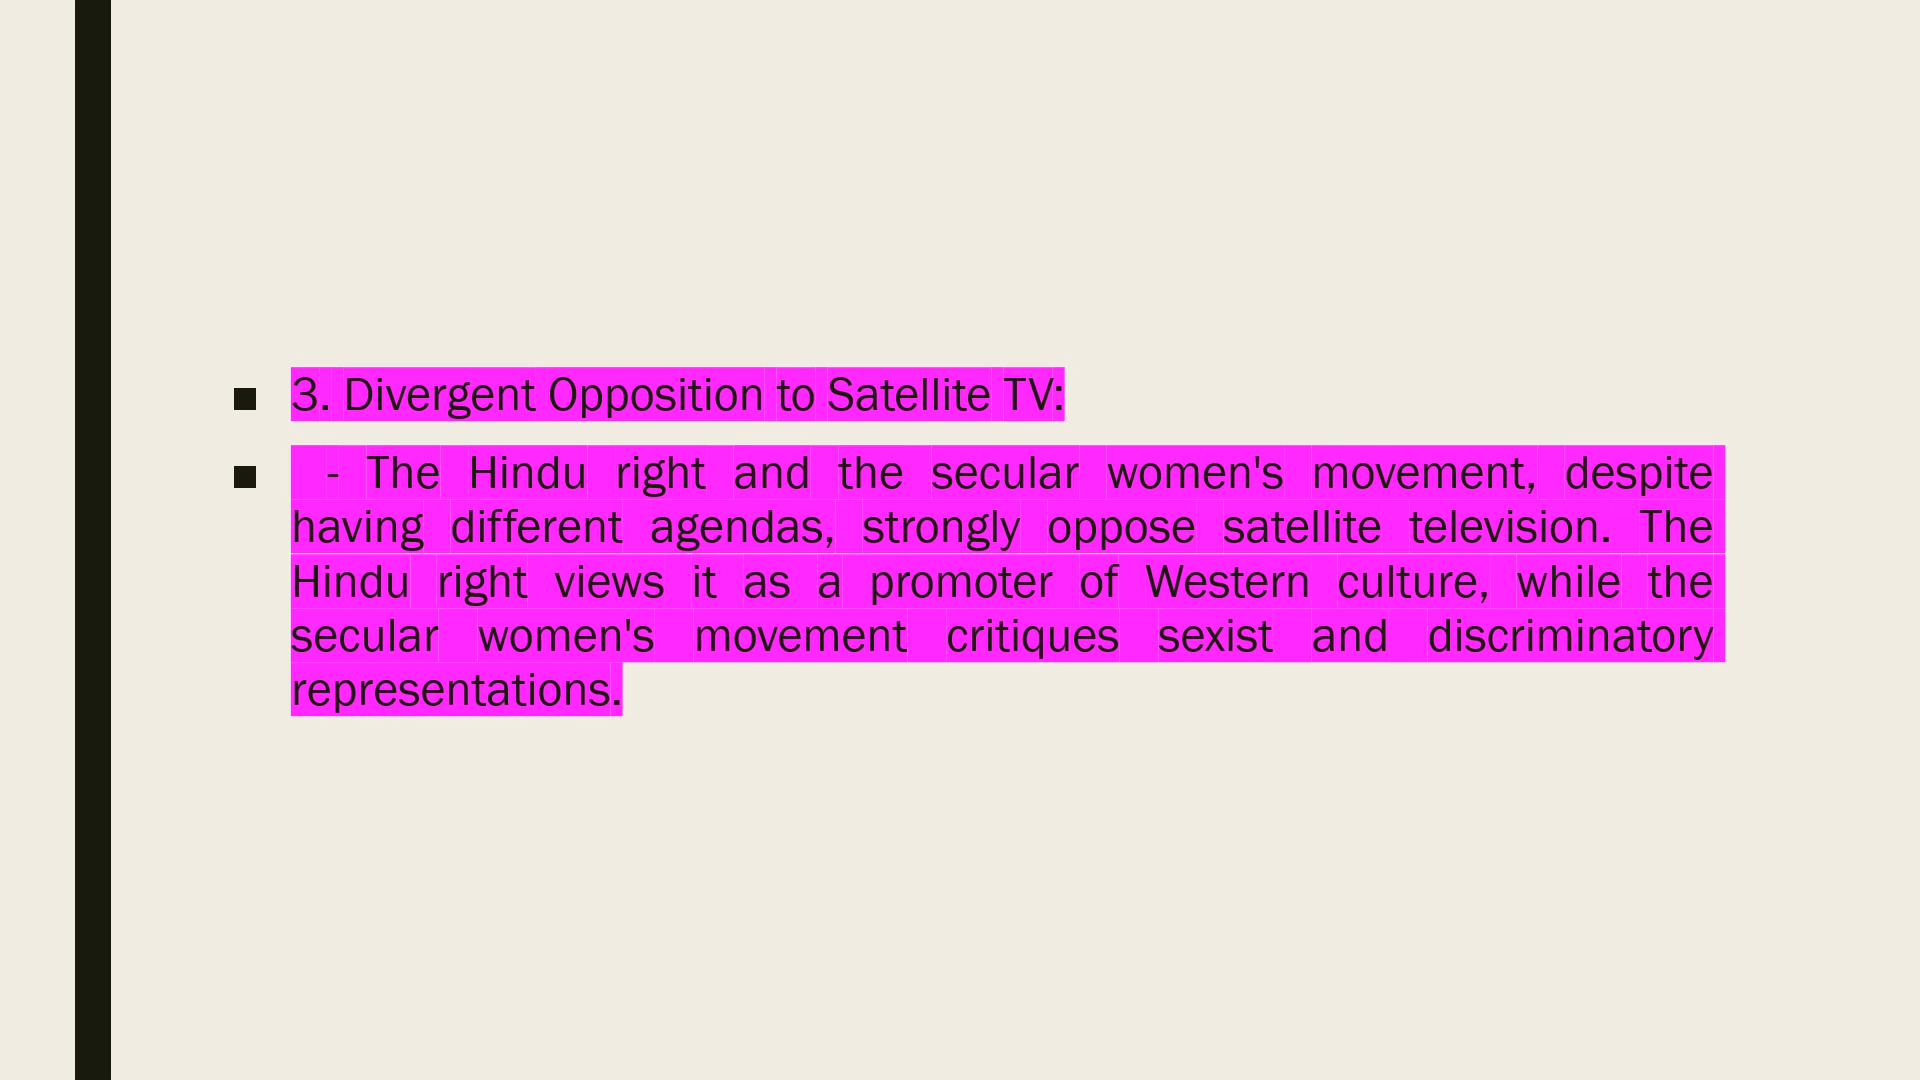 3. Divergent Opposition to Satellite TV:
- The Hindu right and the secular women's movement, despite
having different agendas, strongly oppose satellite television. The
Hindu right views it as a promoter of Western culture, while the
secular women's movement critiques sexist and discriminatory
representations.